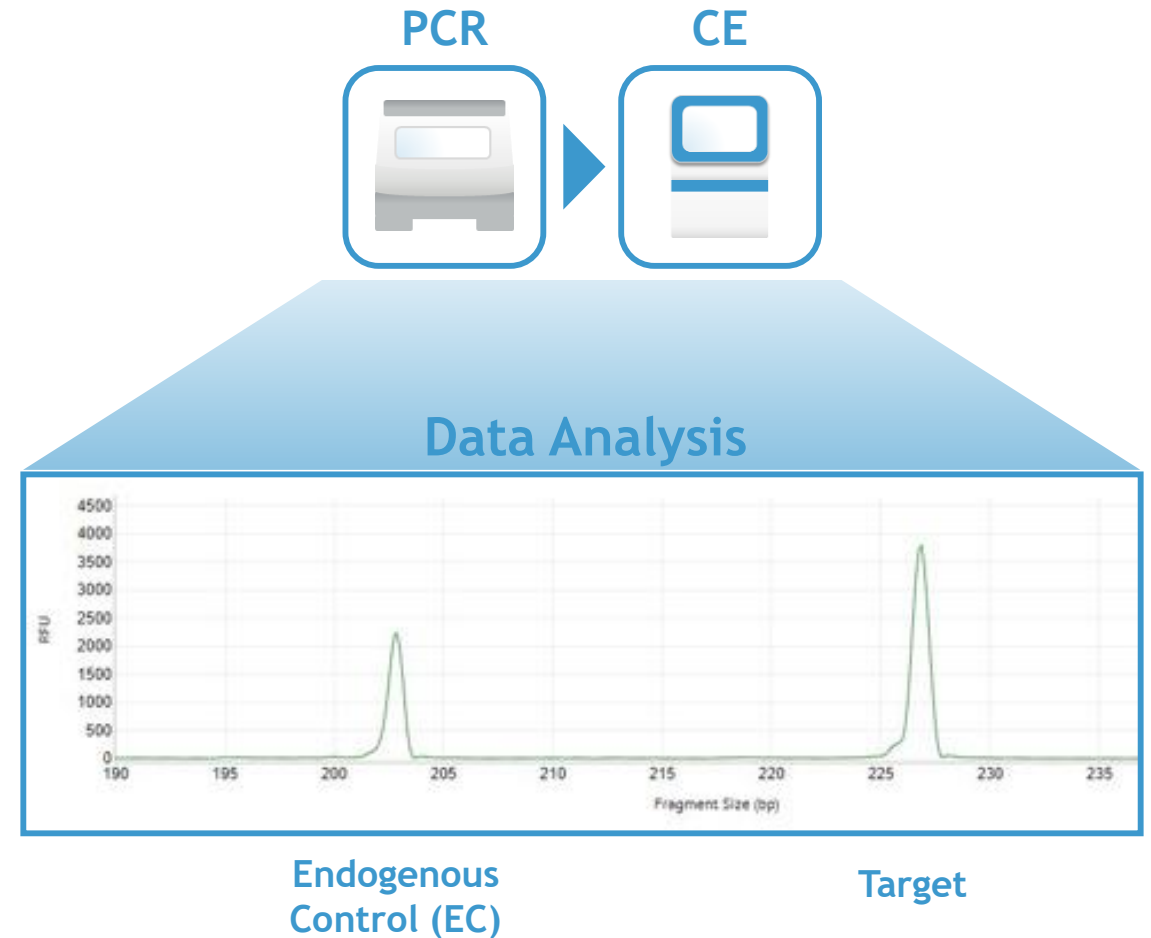 PCR
CE
Data Analysis
4500
4000
3500
3000
2500
2000
1500
1000
500
0
RFU
190 195 200 205 210 215 220 225 230 235
Fragment Size (bp)
Endogenous
Control (EC)
Target